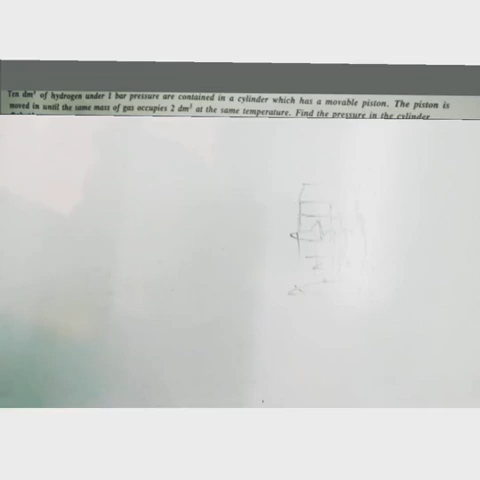 Ten dm³ of hydrogen under 1 bar pressure are contained in a cylinder which has a movable piston. The piston is
moved in until the same mass of gas occupies 2 dm³ at the same temperature. Find the pressure in the cylinder